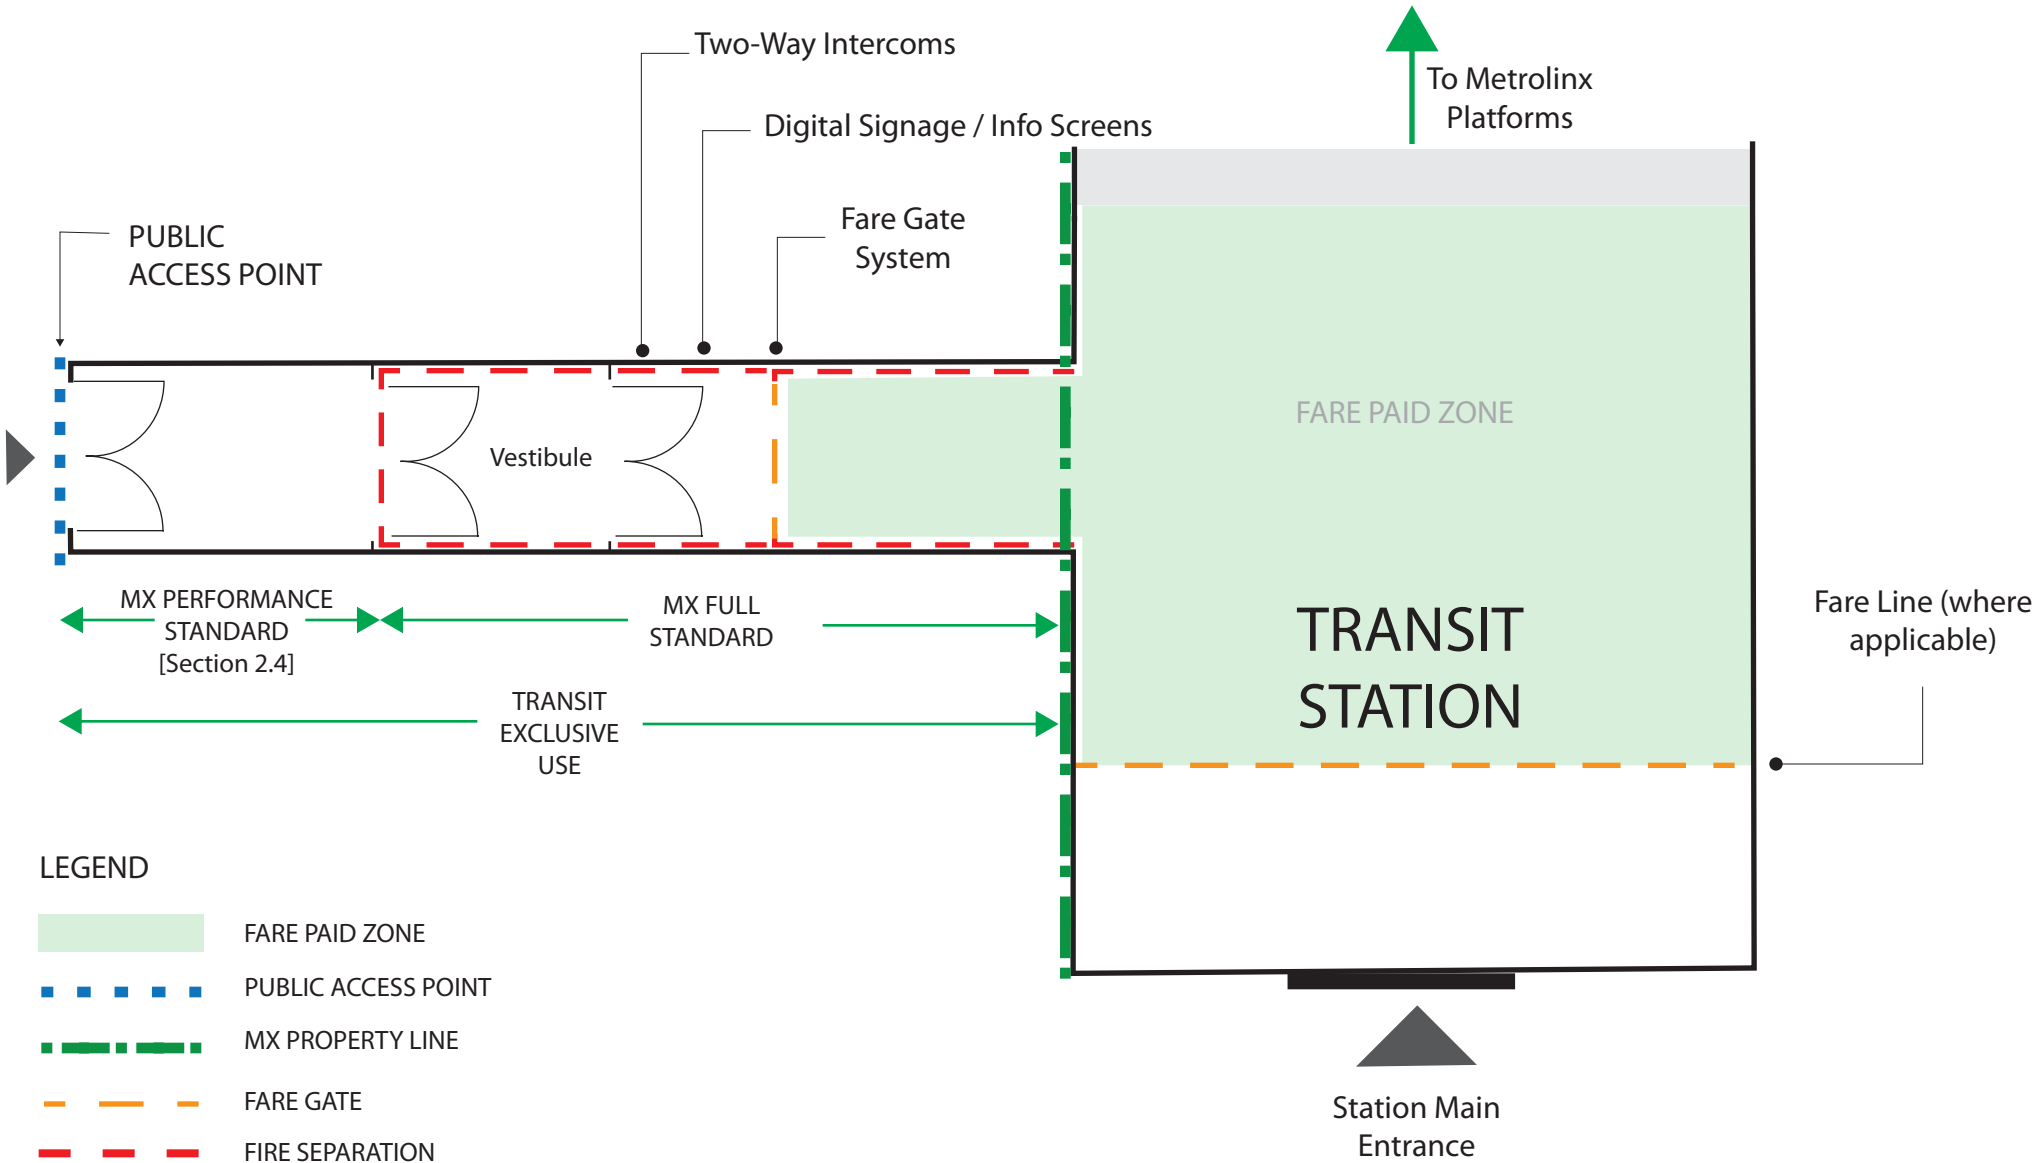 Two-Way Intercoms
To Metrolinx
Platforms
Digital Signage / Info Screens
Fare Gate
System
PUBLIC
ACCESS POINT
FARE PAID ZONE
Vestibule
MX PERFORMANCE
STANDARD
[Section 2.4]
MX FULL
STANDARD
TRANSIT
STATION
Fare Line (where
applicable)
TRANSIT
EXCLUSIVE
USE
LEGEND
FARE PAID ZONE
PUBLIC ACCESS POINT
MX PROPERTY LINE
FARE GATE
FIRE SEPARATION
Station Main
Entrance